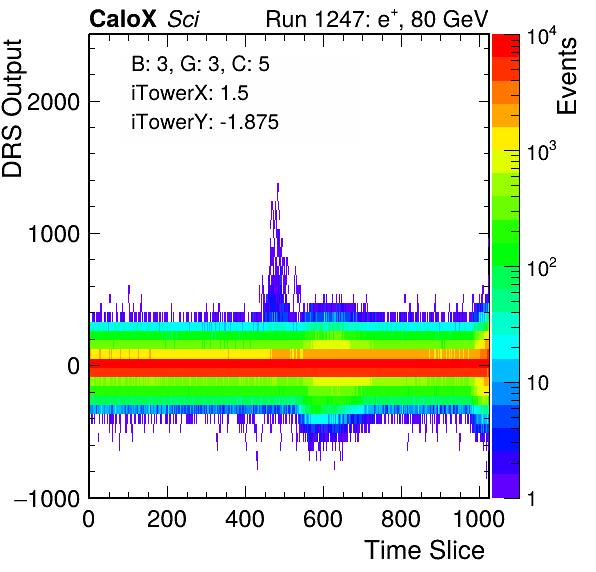 CaloX Sci Run 1247: e+, 80 GeV
B: 3, G: 3, C: 5
iTowerX: 1.5
iTowerY: -1.875
DRS Output
2000
1000
0
−1000
0 200 400 600 800 1000
Time Slice
Events
10^4
10^3
10^2
10
1